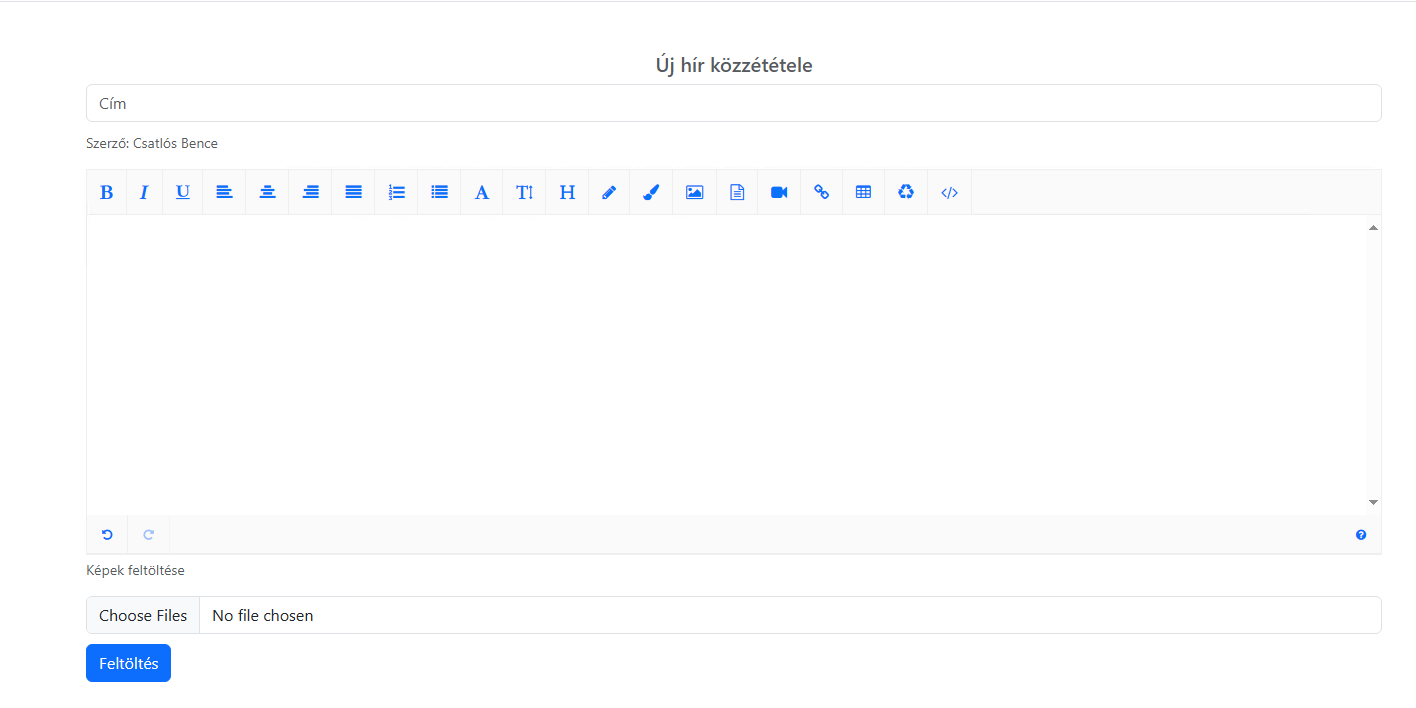 Új hír közzététele
Cím
Szerző: Csatlós Bence
B I U A T H </>
Képek feltöltése
Choose Files No file chosen
Feltöltés